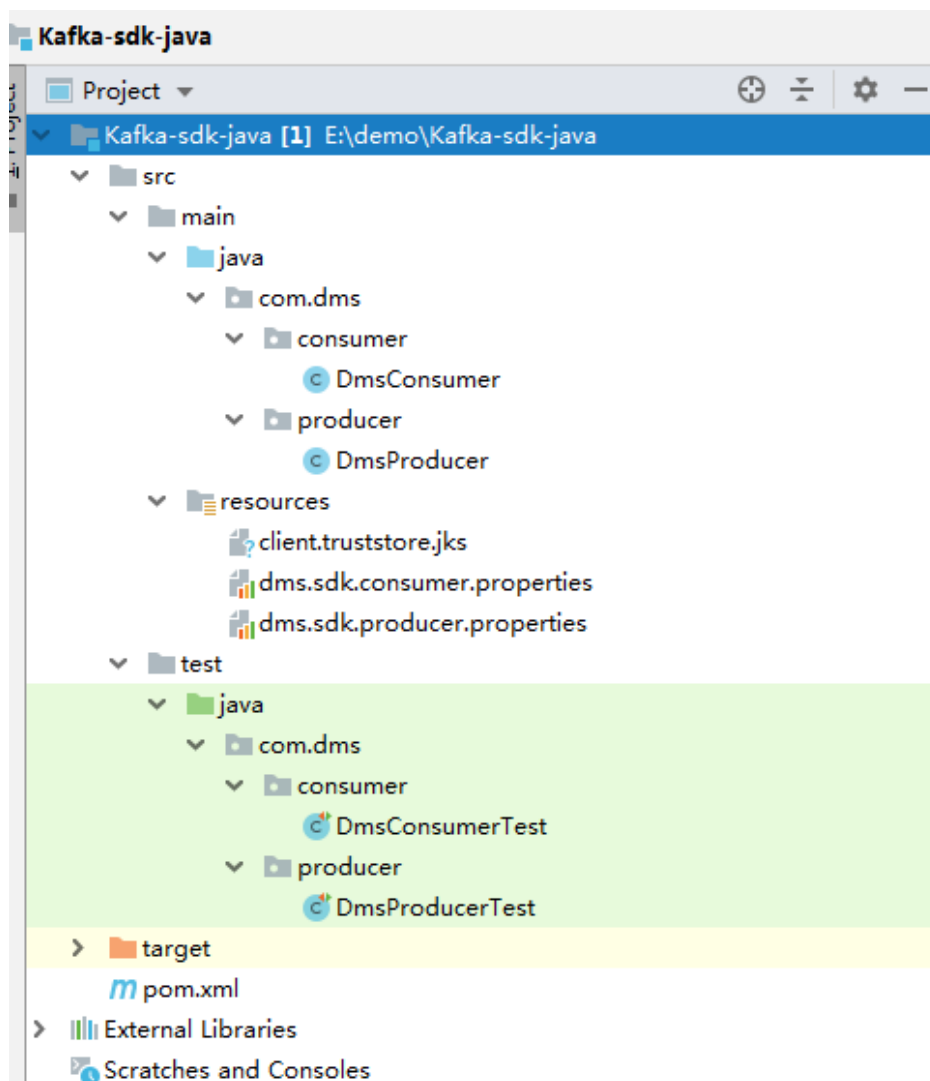 Kafka-sdk-java
Project
Kafka-sdk-java [1] E:\demo\Kafka-sdk-java
src
main
java
com.dms
consumer
DmsConsumer
producer
DmsProducer
resources
client.truststore.jks
dms.sdk.consumer.properties
dms.sdk.producer.properties
test
java
com.dms
consumer
DmsConsumerTest
producer
DmsProducerTest
target
pom.xml
External Libraries
Scratches and Consoles